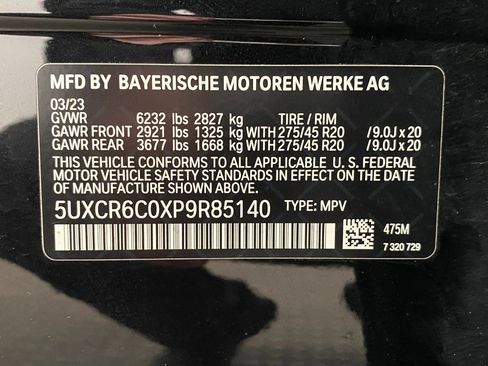 MFD BY BAYERISCHE MOTOREN WERKE AG
03/23
GVWR 6232 lbs 2827 kg TIRE / RIM
GAWR FRONT 2921 lbs 1325 kg WITH 275/45 R20 /9.0J x 20
GAWR REAR 3677 lbs 1668 kg WITH 275/45 R20 /9.0J x 20
THIS VEHICLE CONFORMS TO ALL APPLICABLE U. S. FEDERAL
MOTOR VEHICLE SAFETY STANDARDS IN EFFECT ON THE
DATE OF MANUFACTURE SHOWN ABOVE.
5UXCR6C0XP9R85140 TYPE: MPV
475M
7 320 729